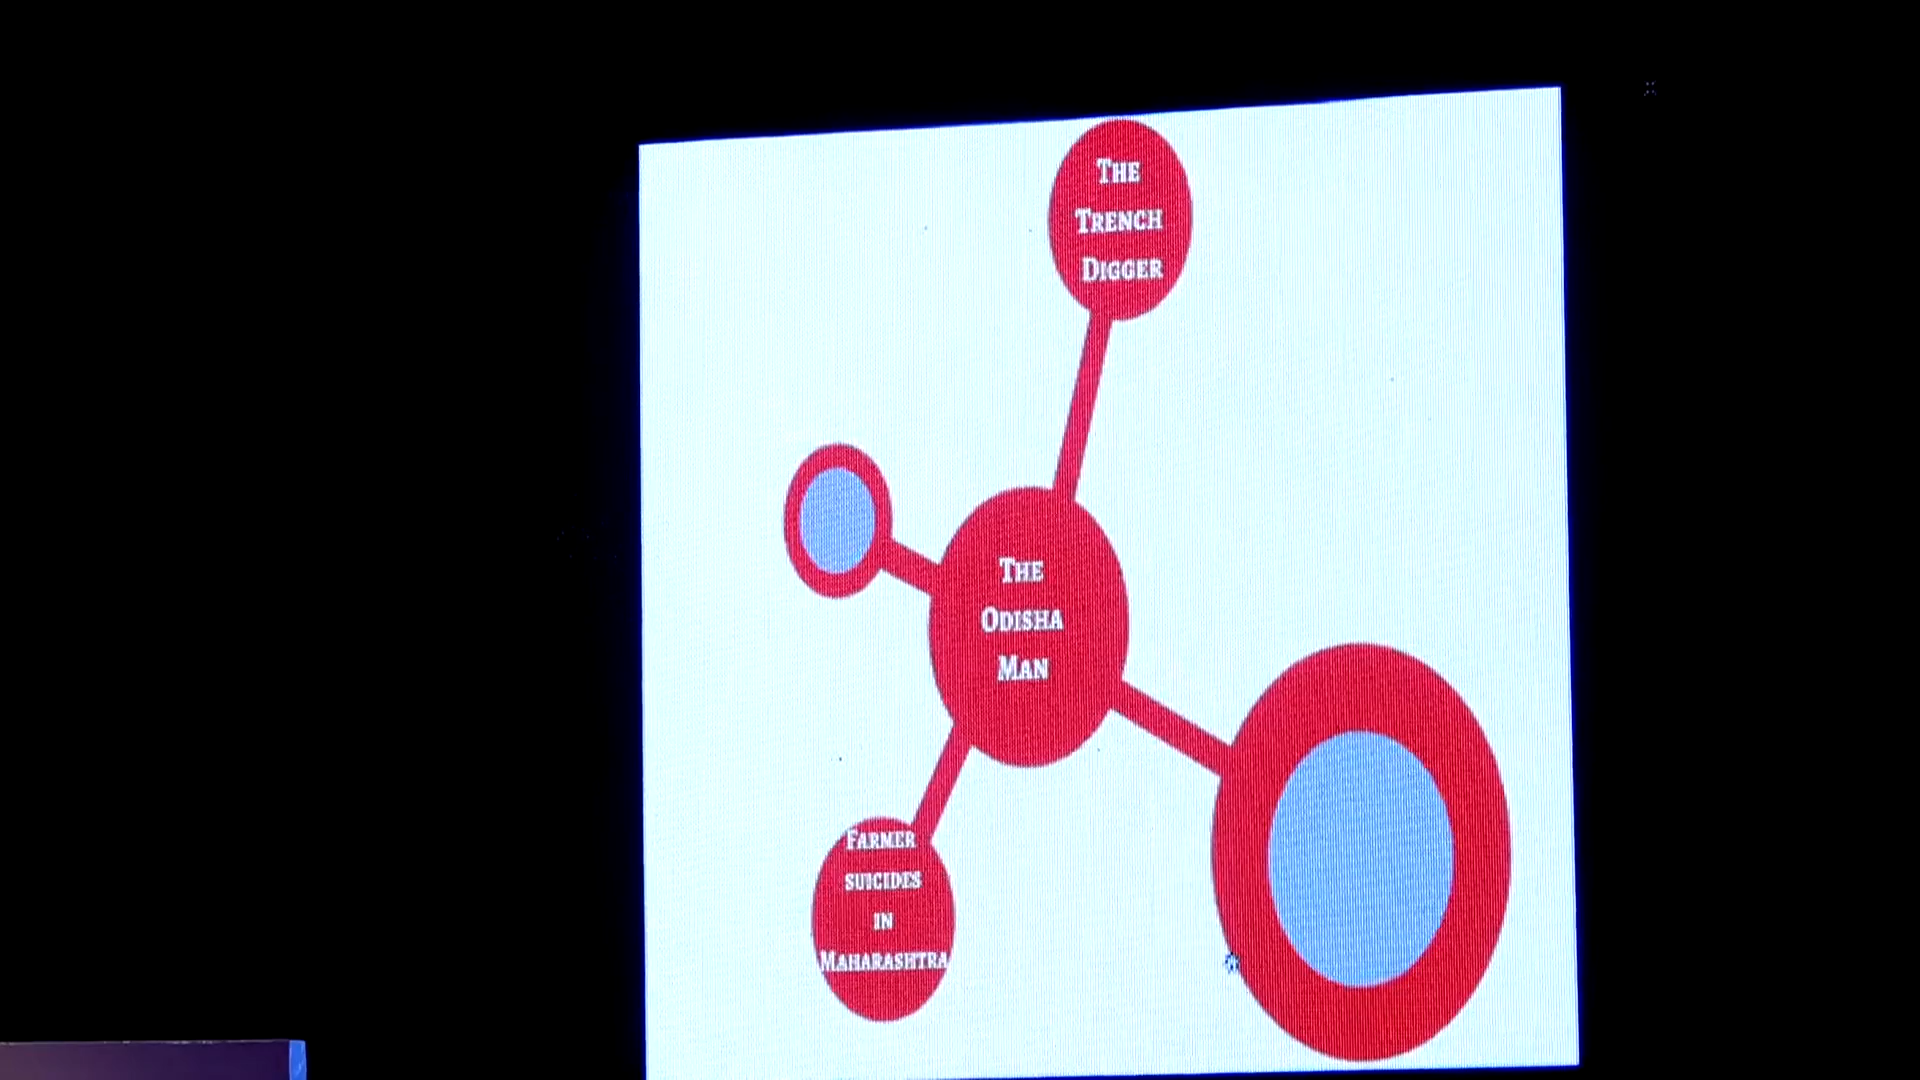 The
Trench
Digger
The
Odisha
Man
Farmer
suicides
in
Maharashtra